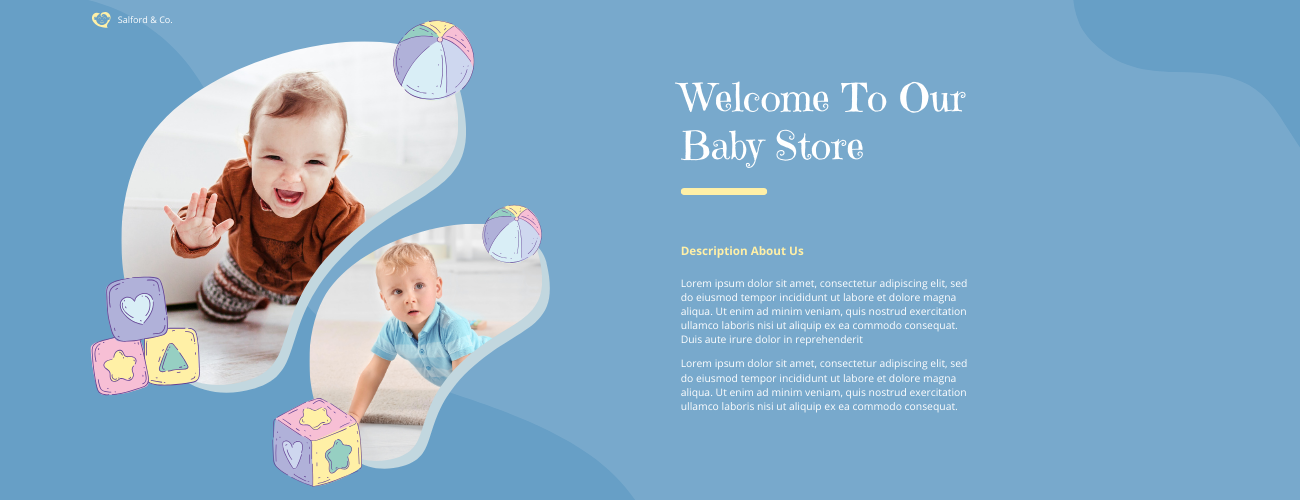 Salford & Co.
Welcome To Our
Baby Store
Description About Us
Lorem ipsum dolor sit amet, consectetur adipiscing elit, sed
do eiusmod tempor incididunt ut labore et dolore magna
aliqua. Ut enim ad minim veniam, quis nostrud exercitation
ullamco laboris nisi ut aliquip ex ea commodo consequat.
Duis aute irure dolor in reprehenderit
Lorem ipsum dolor sit amet, consectetur adipiscing elit, sed
do eiusmod tempor incididunt ut labore et dolore magna
aliqua. Ut enim ad minim veniam, quis nostrud exercitation
ullamco laboris nisi ut aliquip ex ea commodo consequat.